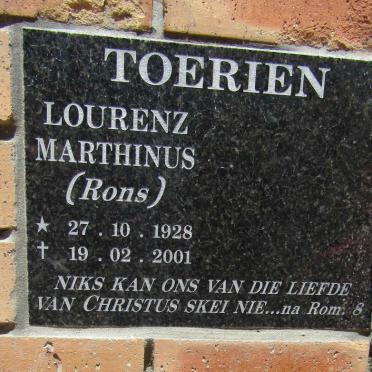 TOERIEN
LOURENZ
MARTHINUS
(Rons)
★ 27 . 10 . 1928
† 19 . 02 . 2001
NIKS KAN ONS VAN DIE LIEFDE
VAN CHRISTUS SKEI NIE...na Rom. 8